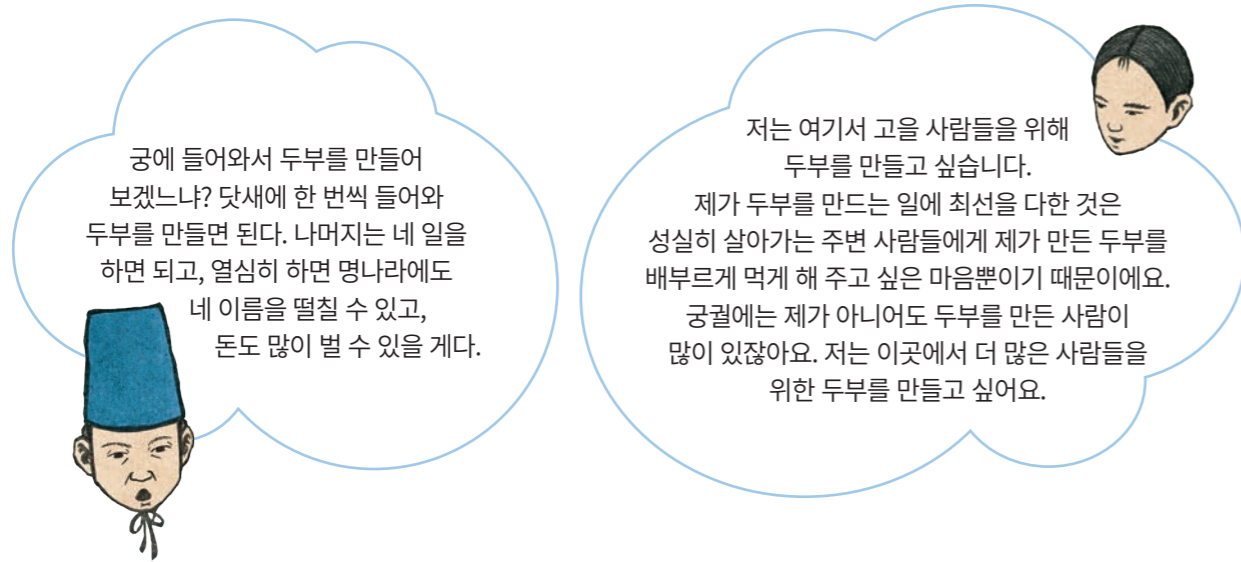 궁에 들어와서 두부를 만들어
보겠느냐? 닷새에 한 번씩 들어와
두부를 만들면 된다. 나머지는 네 일을
하면 되고, 열심히 하면 명나라에도
네 이름을 떨칠 수 있고,
돈도 많이 벌 수 있을 게다.
저는 여기서 고을 사람들을 위해
두부를 만들고 싶습니다.
제가 두부를 만드는 일에 최선을 다한 것은
성실히 살아가는 주변 사람들에게 제가 만든 두부를
배부르게 먹게 해 주고 싶은 마음뿐이기 때문이에요.
궁궐에는 제가 아니어도 두부를 만든 사람이
많이 있잖아요. 저는 이곳에서 더 많은 사람들을
위한 두부를 만들고 싶어요.